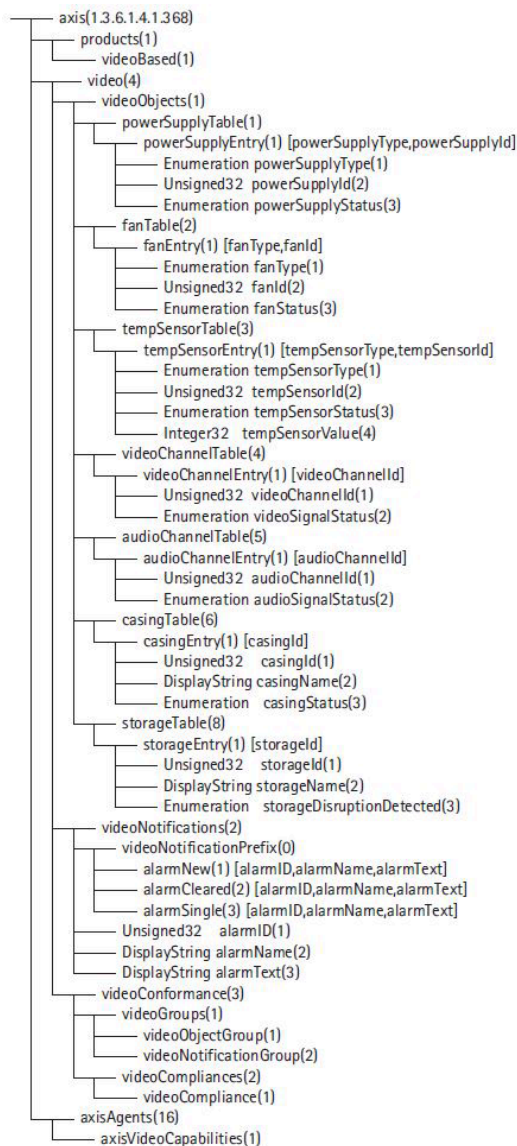 axis(1.3.6.1.4.1.368)
products(1)
videoBased(1)
video(4)
videoObjects(1)
powerSupplyTable(1)
powerSupplyEntry(1) [powerSupplyType,powerSupplyId]
Enumeration powerSupplyType(1)
Unsigned32 powerSupplyId(2)
Enumeration powerSupplyStatus(3)
fanTable(2)
fanEntry(1) [fanType,fanId]
Enumeration fanType(1)
Unsigned32 fanId(2)
Enumeration fanStatus(3)
tempSensorTable(3)
tempSensorEntry(1) [tempSensorType,tempSensorId]
Enumeration tempSensorType(1)
Unsigned32 tempSensorId(2)
Enumeration tempSensorStatus(3)
Integer32 tempSensorValue(4)
videoChannelTable(4)
videoChannelEntry(1) [videoChannelId]
Unsigned32 videoChannelId(1)
Enumeration videoSignalStatus(2)
audioChannelTable(5)
audioChannelEntry(1) [audioChannelId]
Unsigned32 audioChannelId(1)
Enumeration audioSignalStatus(2)
casingTable(6)
casingEntry(1) [casingId]
Unsigned32 casingId(1)
DisplayString casingName(2)
Enumeration casingStatus(3)
storageTable(8)
storageEntry(1) [storageId]
Unsigned32 storageId(1)
DisplayString storageName(2)
Enumeration storageDisruptionDetected(3)
videoNotifications(2)
videoNotificationPrefix(0)
alarmNew(1) [alarmID,alarmName,alarmText]
alarmCleared(2) [alarmID,alarmName,alarmText]
alarmSingle(3) [alarmID,alarmName,alarmText]
Unsigned32 alarmID(1)
DisplayString alarmName(2)
DisplayString alarmText(3)
videoConformance(3)
videoGroups(1)
videoObjectGroup(1)
videoNotificationGroup(2)
videoCompliances(2)
videoCompliance(1)
axisAgents(16)
axisVideoCapabilities(1)